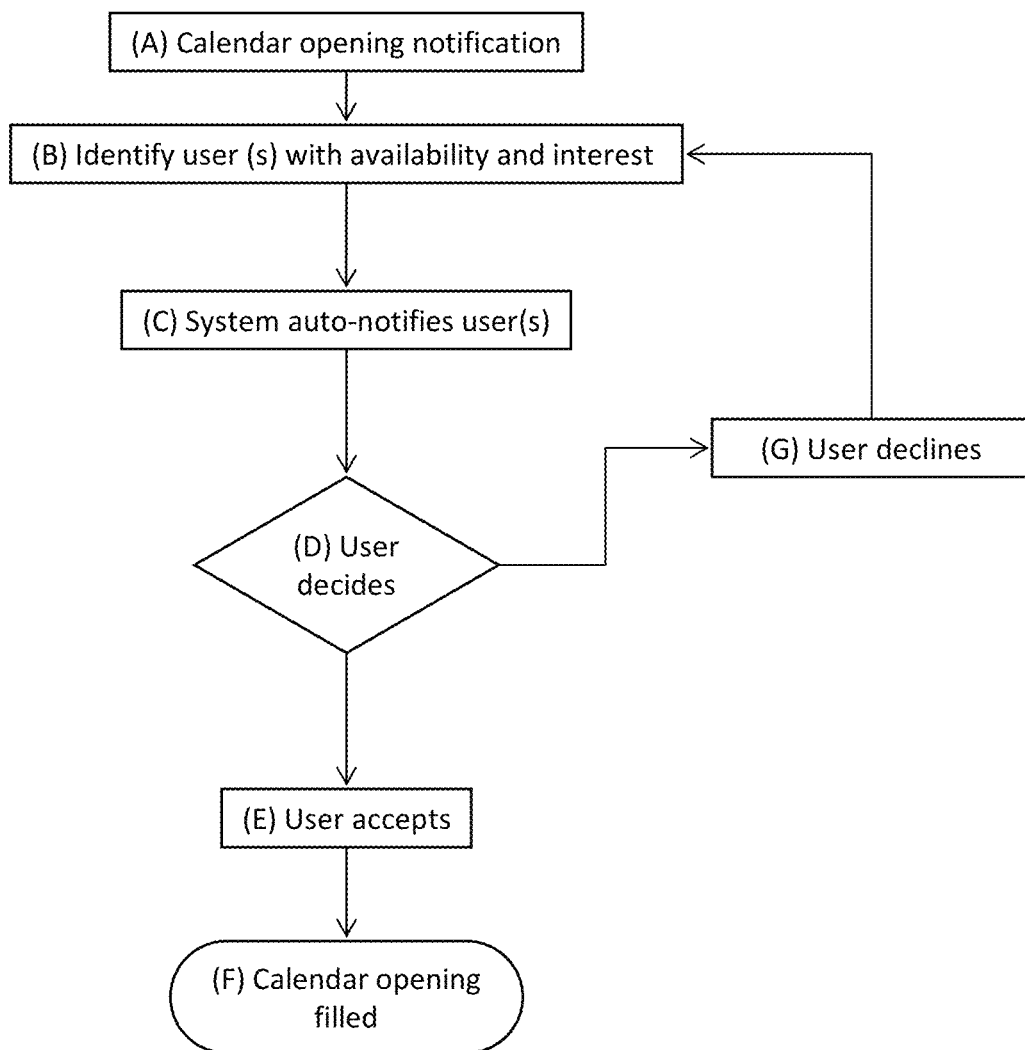 (A) Calendar opening notification
(B) Identify user (s) with availability and interest
(C) System auto-notifies user(s)
(G) User declines
(D) User
decides
(E) User accepts
(F) Calendar opening
filled